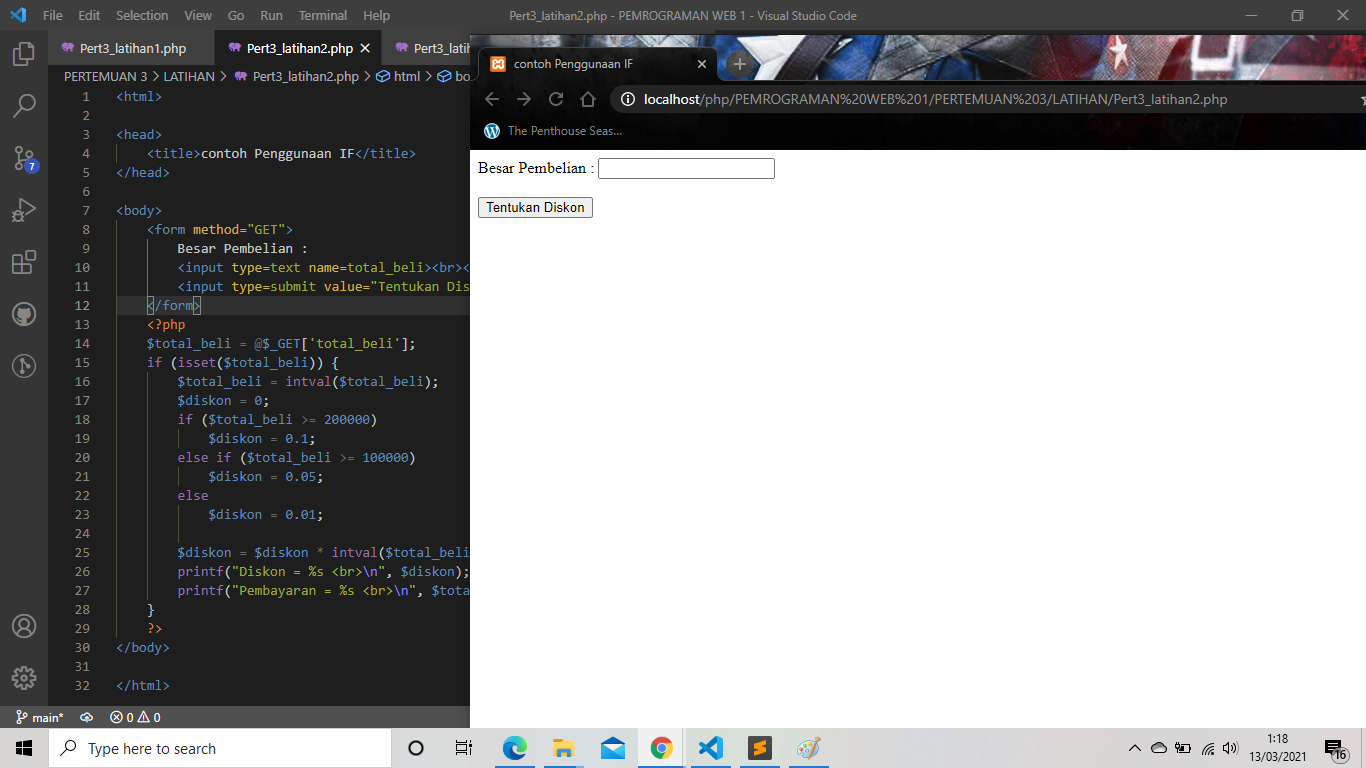 File Edit Selection View Go Run Terminal Help Pert3_latihan2.php - PEMROGRAMAN WEB 1 - Visual Studio Code
Pert3_latihan1.php Pert3_latihan2.php Pert3_latih
PERTEMUAN 3 > LATIHAN > Pert3_latihan2.php > html > bo
1 <html>
2
3 <head>
4 <title>contoh Penggunaan IF</title>
5 </head>
6
7 <body>
8 <form method="GET">
9 Besar Pembelian :
10 <input type=text name=total_beli><br><
11 <input type=submit value="Tentukan Dis
12 </form>
13 <?php
14 $total_beli = @$_GET['total_beli'];
15 if (isset($total_beli)) {
16 $total_beli = intval($total_beli);
17 $diskon = 0;
18 if ($total_beli >= 200000)
19 $diskon = 0.1;
20 else if ($total_beli >= 100000)
21 $diskon = 0.05;
22 else
23 $diskon = 0.01;
24
25 $diskon = $diskon * intval($total_beli
26 printf("Diskon = %s <br>\n", $diskon);
27 printf("Pembayaran = %s <br>\n", $tota
28 }
29 ?>
30 </body>
31
32 </html>
7
main* 0 0
contoh Penggunaan IF
localhost/php/PEMROGRAMAN%20WEB%201/PERTEMUAN%203/LATIHAN/Pert3_latihan2.php
The Penthouse Seas...
Besar Pembelian :
Tentukan Diskon
Type here to search
1:18
13/03/2021
16